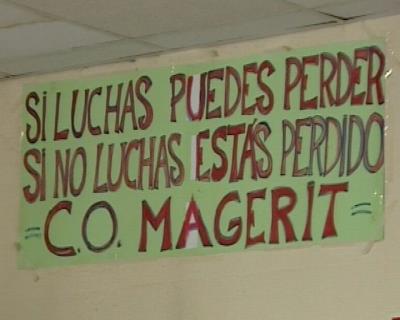 SI LUCHAS PUEDES PERDER
SI NO LUCHAS ESTÁS PERDIDO
= C.O. MAGERIT =